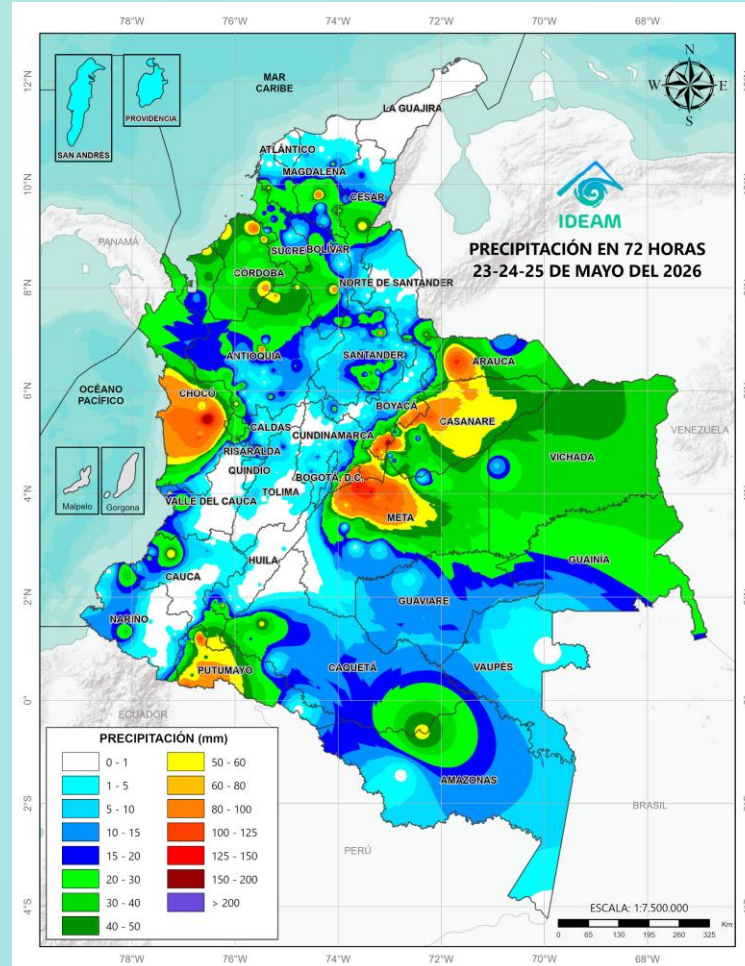 78°W 76°W 74°W 72°W 70°W 68°W
12°N
10°N
8°N
6°N
4°N
2°N
0°
2°S
4°S
N
W E
S
MAR
CARIBE
SAN ANDRÉS
PROVIDENCIA
LA GUAJIRA
ATLÁNTICO
MAGDALENA
CESAR
IDEAM
PRECIPITACIÓN EN 72 HORAS
23-24-25 DE MAYO DEL 2026
PANAMÁ
SUCRE
BOLÍVAR
CÓRDOBA
NORTE DE SANTANDER
ANTIOQUIA
SANTANDER
ARAUCA
OCÉANO
PACÍFICO
CHOCÓ
BOYACÁ
CASANARE
VENEZUELA
CALDAS
CUNDINAMARCA
RISARALDA
VICHADA
QUINDÍO
BOGOTÁ, D.C.
Malpelo
Gorgona
VALLE DEL CAUCA
TOLIMA
META
HUILA
GUAINÍA
CAUCA
GUAVIARE
NARIÑO
PUTUMAYO
CAQUETÁ
VAUPÉS
ECUADOR
AMAZONAS
BRASIL
PERÚ
PRECIPITACIÓN (mm)
0 - 1
1 - 5
5 - 10
10 - 15
15 - 20
20 - 30
30 - 40
40 - 50
50 - 60
60 - 80
80 - 100
100 - 125
125 - 150
150 - 200
> 200
ESCALA: 1:7.500.000
Km
0 65 130 195 260 325
78°W 76°W 74°W 72°W 70°W 68°W